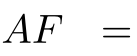 AF =